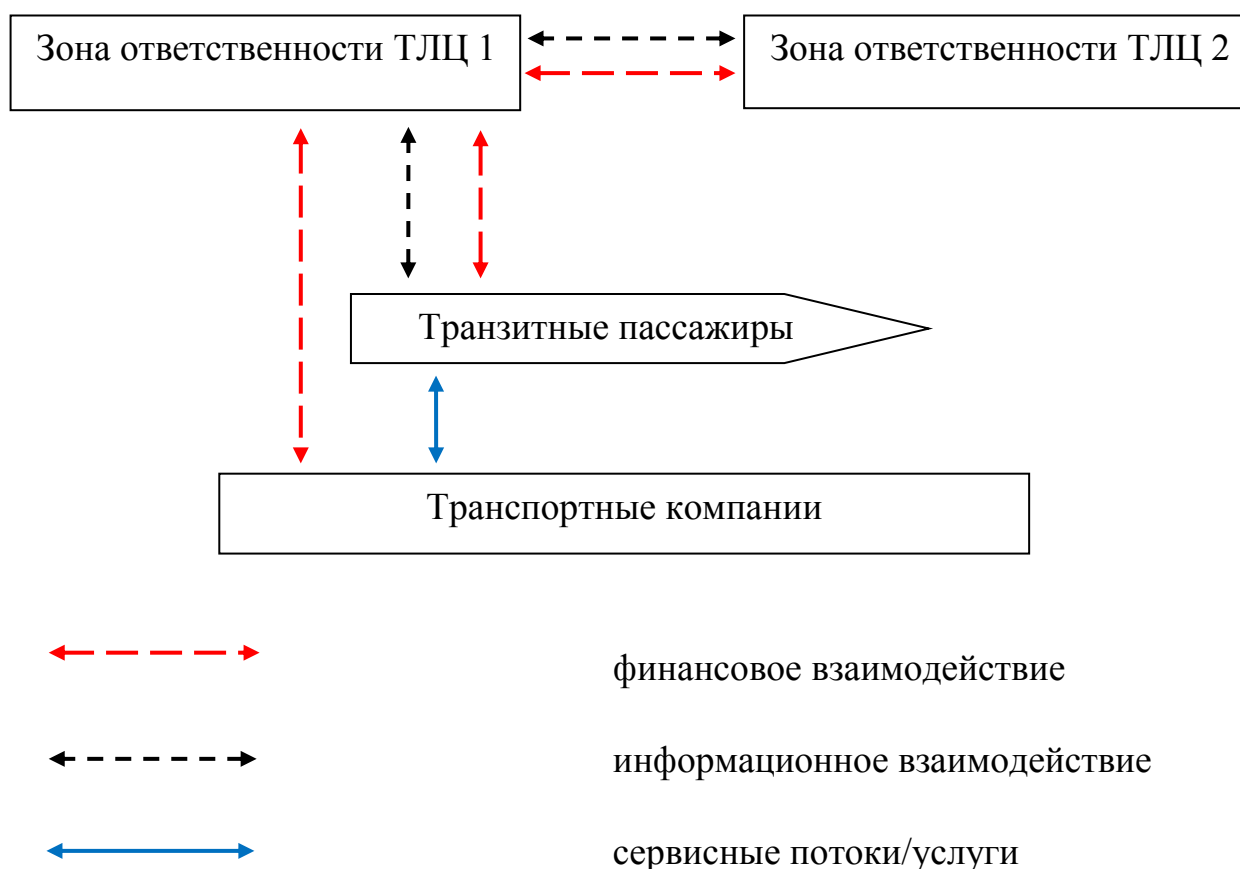 Зона ответственности ТЛЦ 1
Зона ответственности ТЛЦ 2
Транзитные пассажиры
Транспортные компании
финансовое взаимодействие
информационное взаимодействие
сервисные потоки/услуги